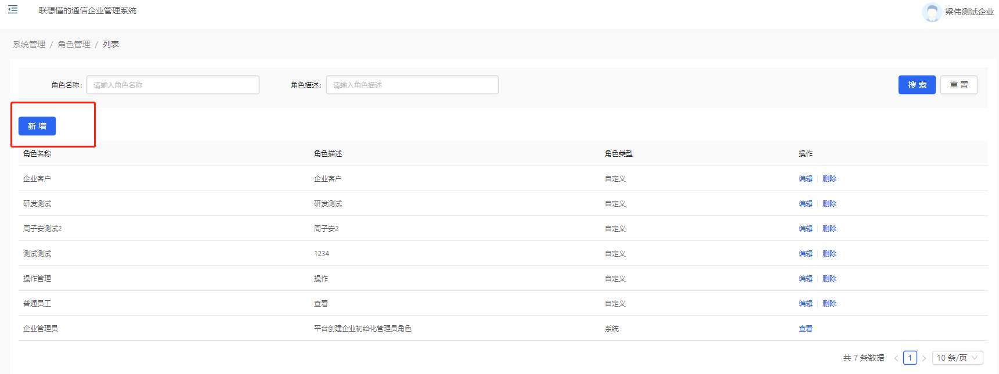 联想懂的通信企业管理系统
梁伟测试企业
系统管理 / 角色管理 / 列表
角色名称: 请输入角色名称 角色描述: 请输入角色描述 搜 索 重 置
新 增
角色名称 角色描述 角色类型 操作
企业客户 企业客户 自定义 编辑 删除
研发测试 研发测试 自定义 编辑 删除
周子安测试2 周子安2 自定义 编辑 删除
测试测试 1234 自定义 编辑 删除
操作管理 操作 自定义 编辑 删除
普通员工 查看 自定义 编辑 删除
企业管理员 平台创建企业初始化管理员角色 系统 查看
共 7 条数据 < 1 > 10 条/页